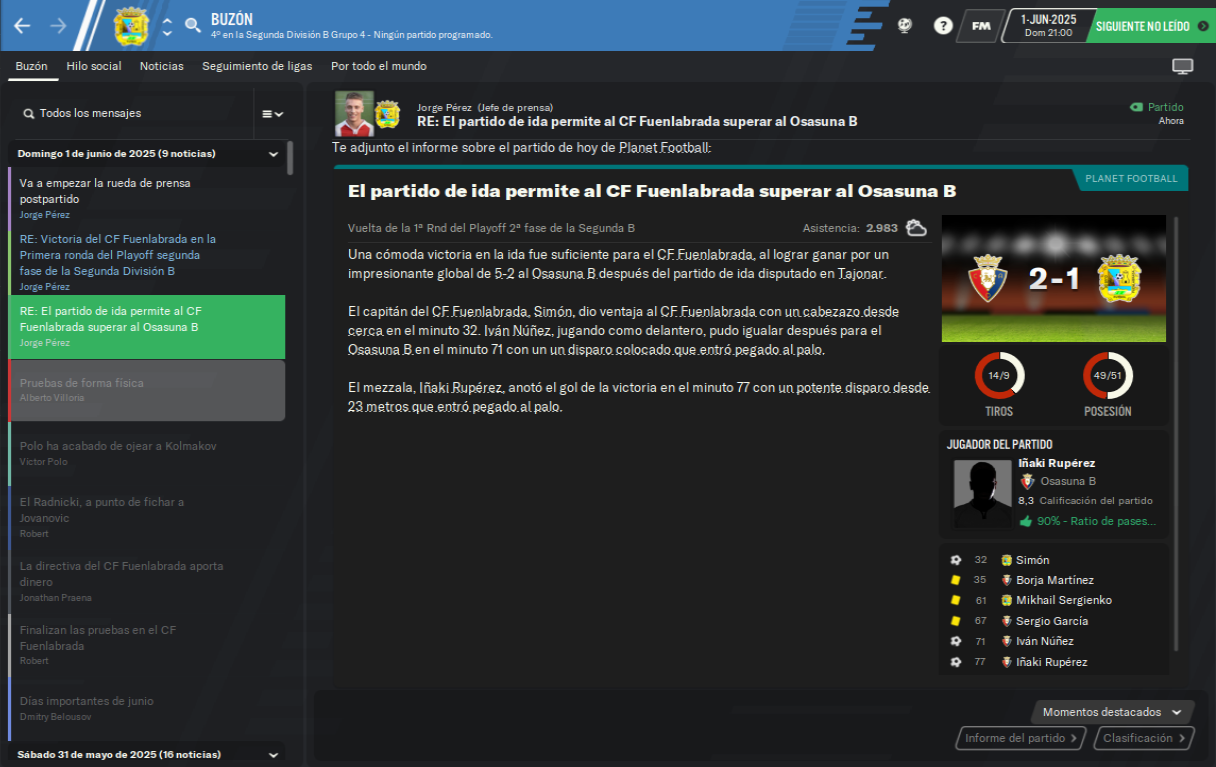 BUZÓN
4º en la Segunda División B Grupo 4 - Ningún partido programado.
?
FM
1-JUN-2025
Dom 21:00
SIGUIENTE NO LEÍDO
Buzón
Hilo social
Noticias
Seguimiento de ligas
Por todo el mundo
Todos los mensajes
Domingo 1 de junio de 2025 (9 noticias)
Va a empezar la rueda de prensa
postpartido
Jorge Pérez
RE: Victoria del CF Fuenlabrada en la
Primera ronda del Playoff segunda
fase de la Segunda División B
Jorge Pérez
RE: El partido de ida permite al CF
Fuenlabrada superar al Osasuna B
Jorge Pérez
Pruebas de forma física
Alberto Villoria
Polo ha acabado de ojear a Kolmakov
Víctor Polo
El Radnicki, a punto de fichar a
Jovanovic
Robert
La directiva del CF Fuenlabrada aporta
dinero
Jonathan Praena
Finalizan las pruebas en el CF
Fuenlabrada
Robert
Días importantes de junio
Dmitry Belousov
Sábado 31 de mayo de 2025 (16 noticias)
Jorge Pérez (Jefe de prensa)
RE: El partido de ida permite al CF Fuenlabrada superar al Osasuna B
Partido
Ahora
Te adjunto el informe sobre el partido de hoy de Planet Football:
PLANET FOOTBALL
El partido de ida permite al CF Fuenlabrada superar al Osasuna B
Vuelta de la 1ª Rnd del Playoff 2ª fase de la Segunda B
Asistencia: 2.983
Una cómoda victoria en la ida fue suficiente para el CF Fuenlabrada, al lograr ganar por un
impresionante global de 5-2 al Osasuna B después del partido de ida disputado en Tajonar.
El capitán del CF Fuenlabrada, Simón, dio ventaja al CF Fuenlabrada con un cabezazo desde
cerca en el minuto 32. Iván Núñez, jugando como delantero, pudo igualar después para el
Osasuna B en el minuto 71 con un un disparo colocado que entró pegado al palo.
El mezzala, Iñaki Rupérez, anotó el gol de la victoria en el minuto 77 con un potente disparo desde
23 metros que entró pegado al palo.
2-1
14/9
TIROS
49/51
POSESIÓN
JUGADOR DEL PARTIDO
Iñaki Rupérez
Osasuna B
8,3 Calificación del partido
90% - Ratio de pases...
32 Simón
35 Borja Martínez
61 Mikhail Sergienko
67 Sergio García
71 Iván Núñez
77 Iñaki Rupérez
Momentos destacados
Informe del partido
Clasificación